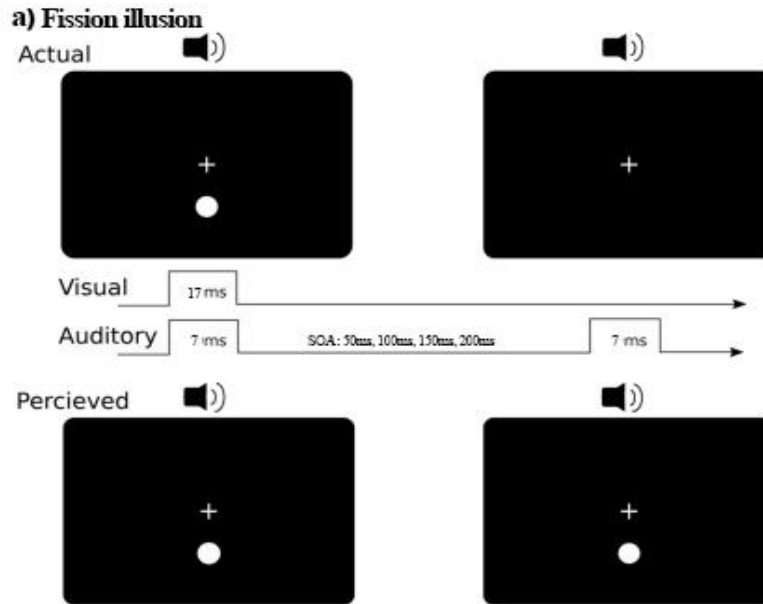 a) Fission illusion
Actual
Visual 17 ms
Auditory 7 ms SOA: 50ms, 100ms, 150ms, 200ms 7 ms
Percieved